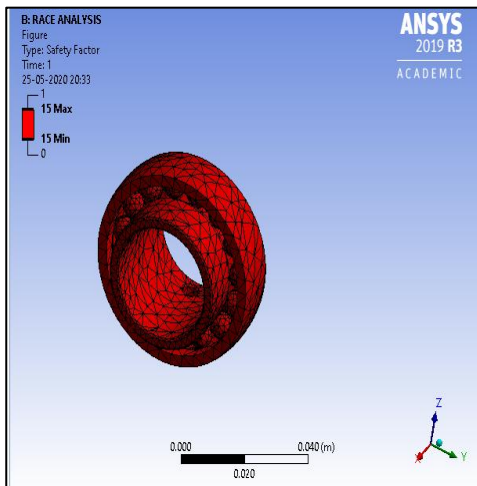 B: RACE ANALYSIS
Figure
Type: Safety Factor
Time: 1
25-05-2020 20:33
1
15 Max
15 Min
0
ANSYS
2019 R3
ACADEMIC
0.000
0.040 (m)
0.020
Z
X
Y